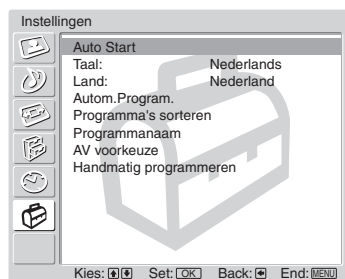 Instellingen
Auto Start
Taal: Nederlands
Land: Nederland
Autom.Program.
Programma's sorteren
Programmanaam
AV voorkeuze
Handmatig programmeren
Kies: Set: OK Back: End: MENU